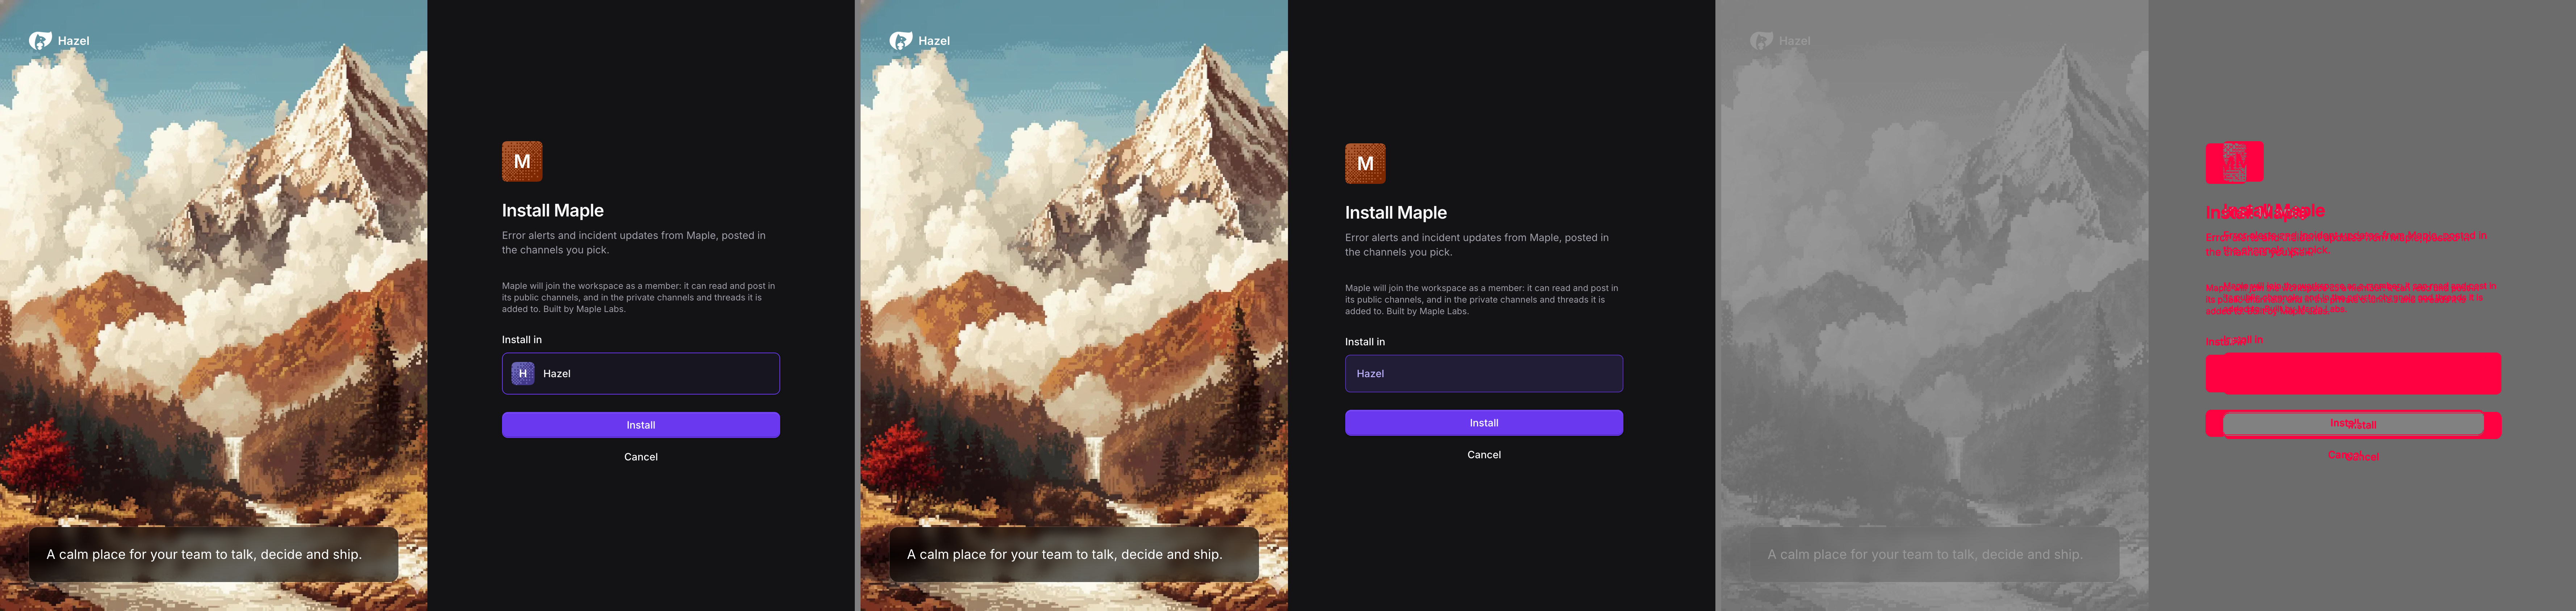 Hazel
M
Install Maple
Error alerts and incident updates from Maple, posted in
the channels you pick.
Maple will join the workspace as a member: it can read and post in
its public channels, and in the private channels and threads it is
added to. Built by Maple Labs.
Install in
H
Hazel
Install
Cancel
A calm place for your team to talk, decide and ship.
Hazel
M
Install Maple
Error alerts and incident updates from Maple, posted in
the channels you pick.
Maple will join the workspace as a member: it can read and post in
its public channels, and in the private channels and threads it is
added to. Built by Maple Labs.
Install in
Hazel
Install
Cancel
A calm place for your team to talk, decide and ship.
Hazel
Install
Install
Cancel
Cancel
A calm place for your team to talk, decide and ship.